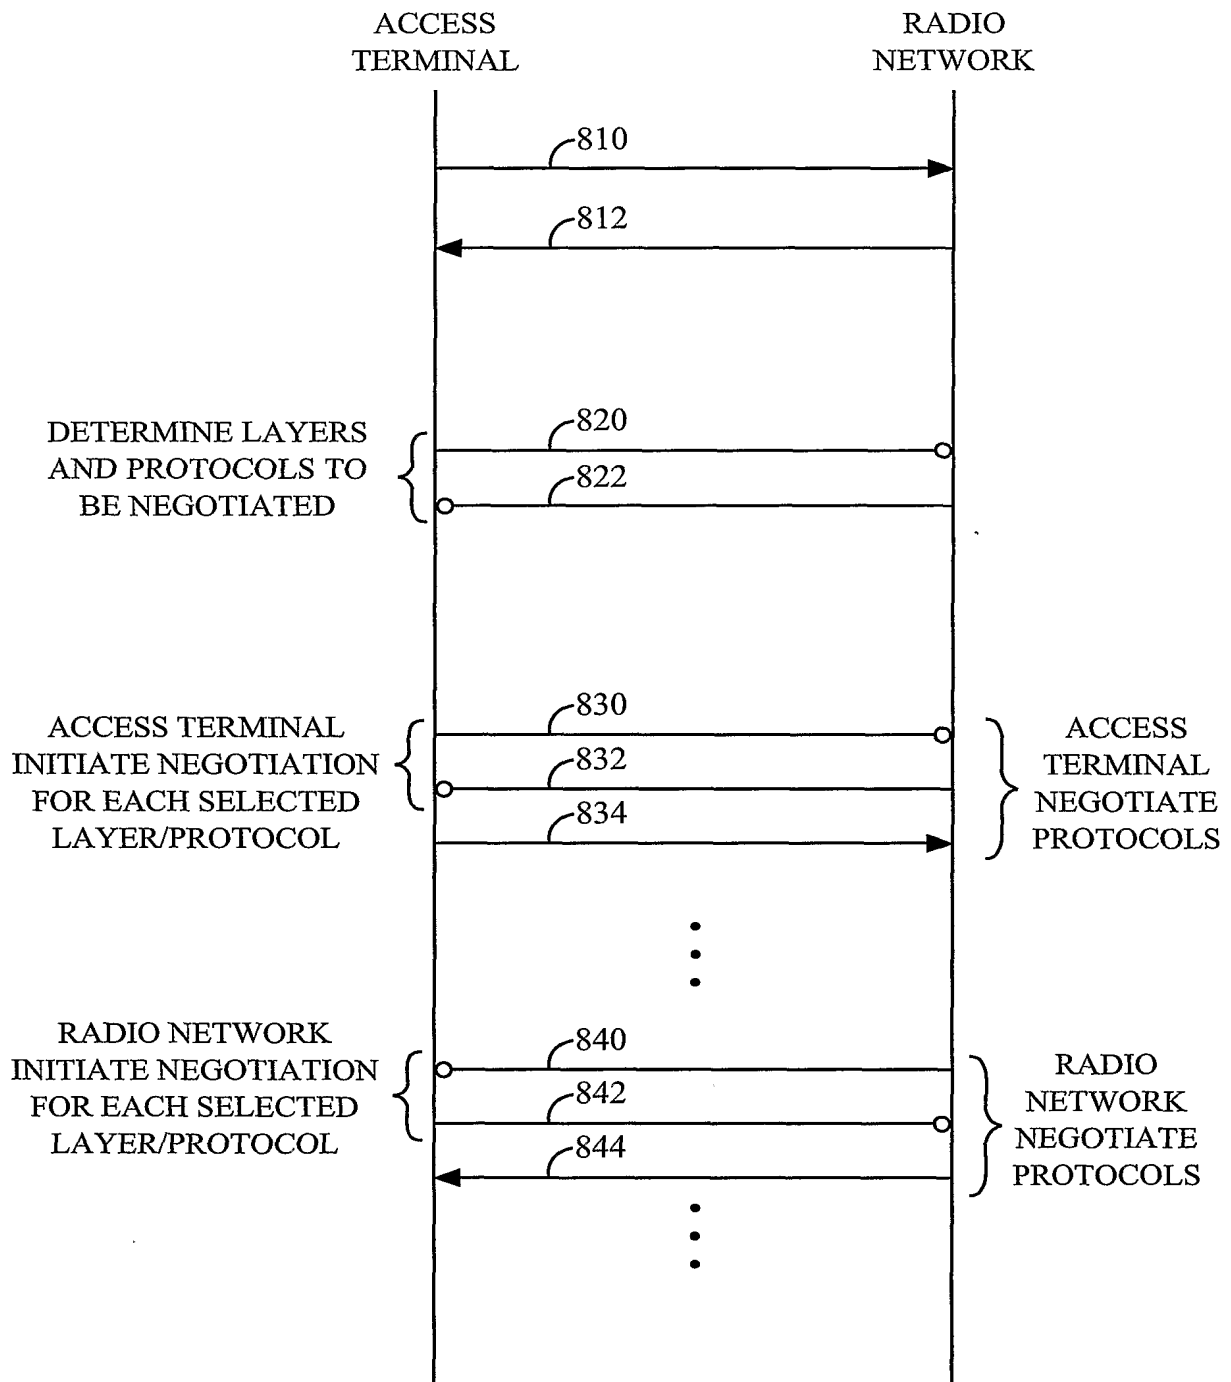 ACCESS
TERMINAL
RADIO
NETWORK
810
812
DETERMINE LAYERS
AND PROTOCOLS TO
BE NEGOTIATED
820
822
ACCESS TERMINAL
INITIATE NEGOTIATION
FOR EACH SELECTED
LAYER/PROTOCOL
830
832
834
ACCESS
TERMINAL
NEGOTIATE
PROTOCOLS
RADIO NETWORK
INITIATE NEGOTIATION
FOR EACH SELECTED
LAYER/PROTOCOL
840
842
844
RADIO
NETWORK
NEGOTIATE
PROTOCOLS